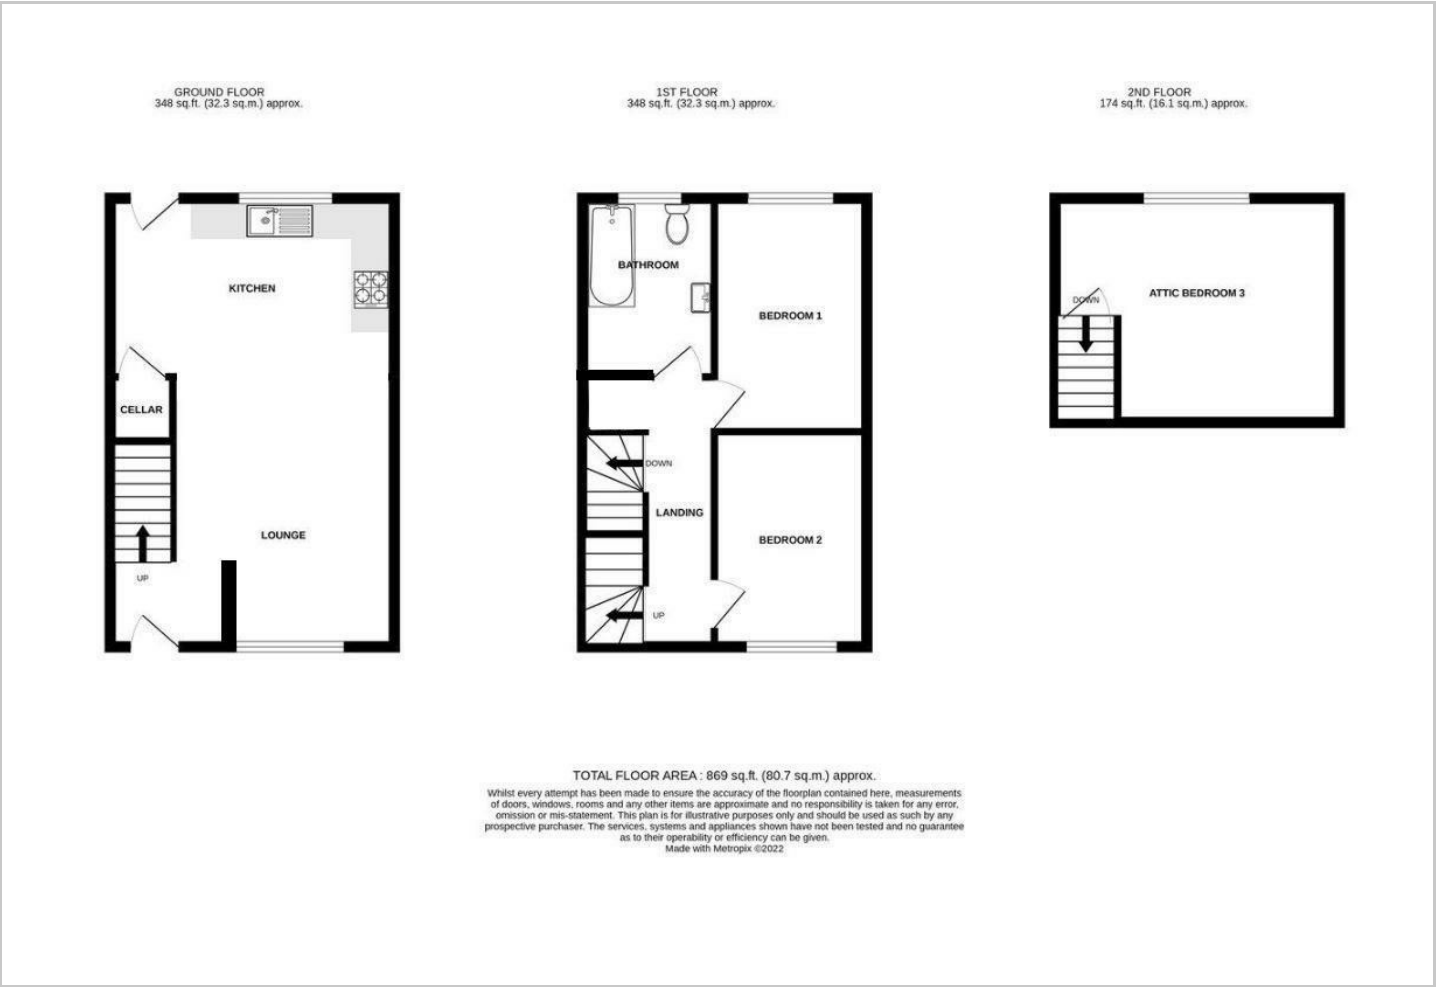 GROUND FLOOR
348 sq.ft. (32.3 sq.m.) approx.
1ST FLOOR
348 sq.ft. (32.3 sq.m.) approx.
2ND FLOOR
174 sq.ft. (16.1 sq.m.) approx.
KITCHEN
CELLAR
LOUNGE
UP
BATHROOM
BEDROOM 1
DOWN
LANDING
BEDROOM 2
UP
ATTIC BEDROOM 3
DOWN
TOTAL FLOOR AREA : 869 sq.ft. (80.7 sq.m.) approx.
Whilst every attempt has been made to ensure the accuracy of the floorplan contained here, measurements
of doors, windows, rooms and any other items are approximate and no responsibility is taken for any error,
omission or mis-statement. This plan is for illustrative purposes only and should be used as such by any
prospective purchaser. The services, systems and appliances shown have not been tested and no guarantee
as to their operability or efficiency can be given.
Made with Metropix ©2022